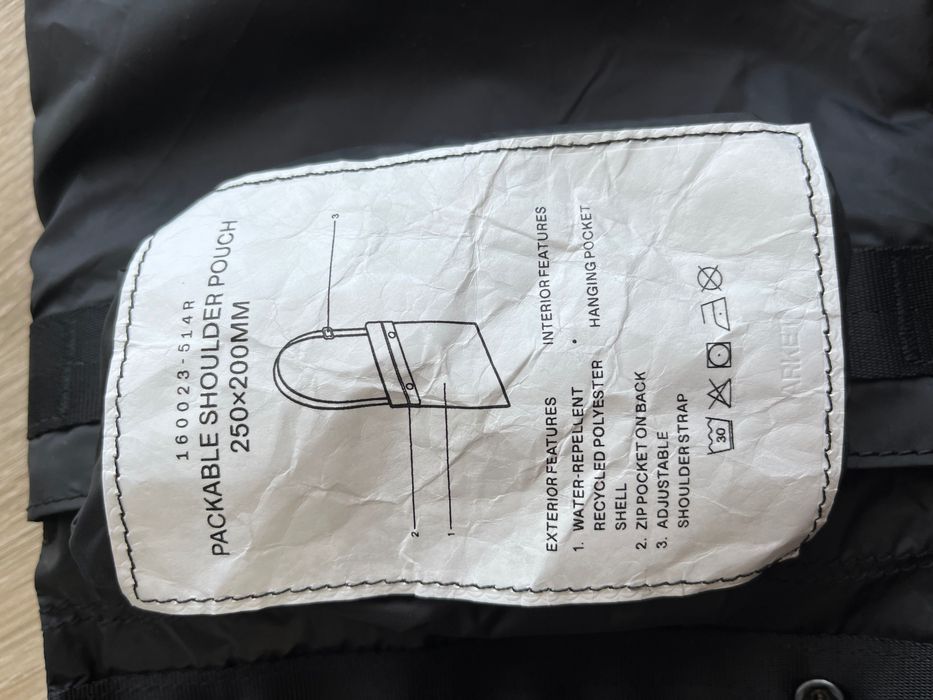 160023-514R
PACKABLE SHOULDER POUCH
250×200MM
3
2
1
EXTERIOR FEATURES
1. WATER-REPELLENT
RECYCLED POLYESTER
SHELL
2. ZIP POCKET ON BACK
3. ADJUSTABLE
SHOULDER STRAP
INTERIOR FEATURES
• HANGING POCKET
30
ARKET